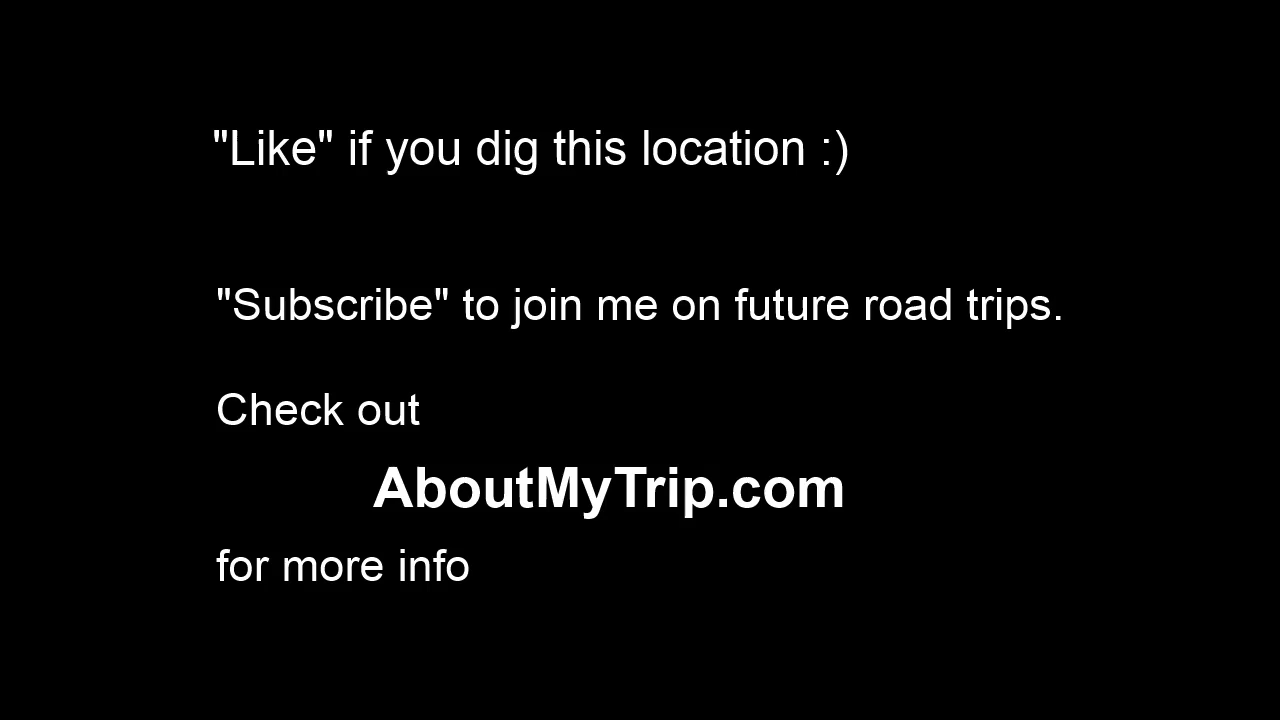 "Like" if you dig this location :)
"Subscribe" to join me on future road trips.
Check out
AboutMyTrip.com
for more info